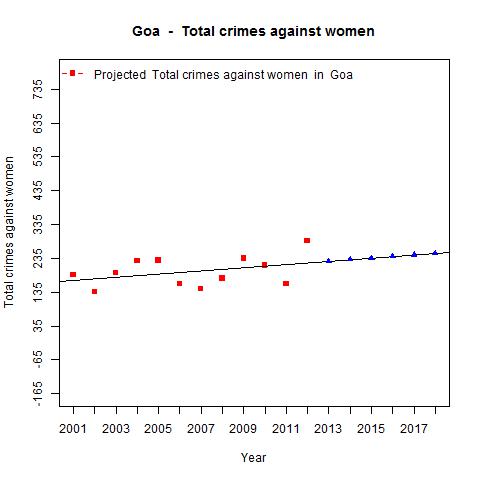 Goa - Total crimes against women
Projected Total crimes against women in Goa
Total crimes against women
735
635
535
435
335
235
135
35
-65
-165
2001 2003 2005 2007 2009 2011 2013 2015 2017
Year